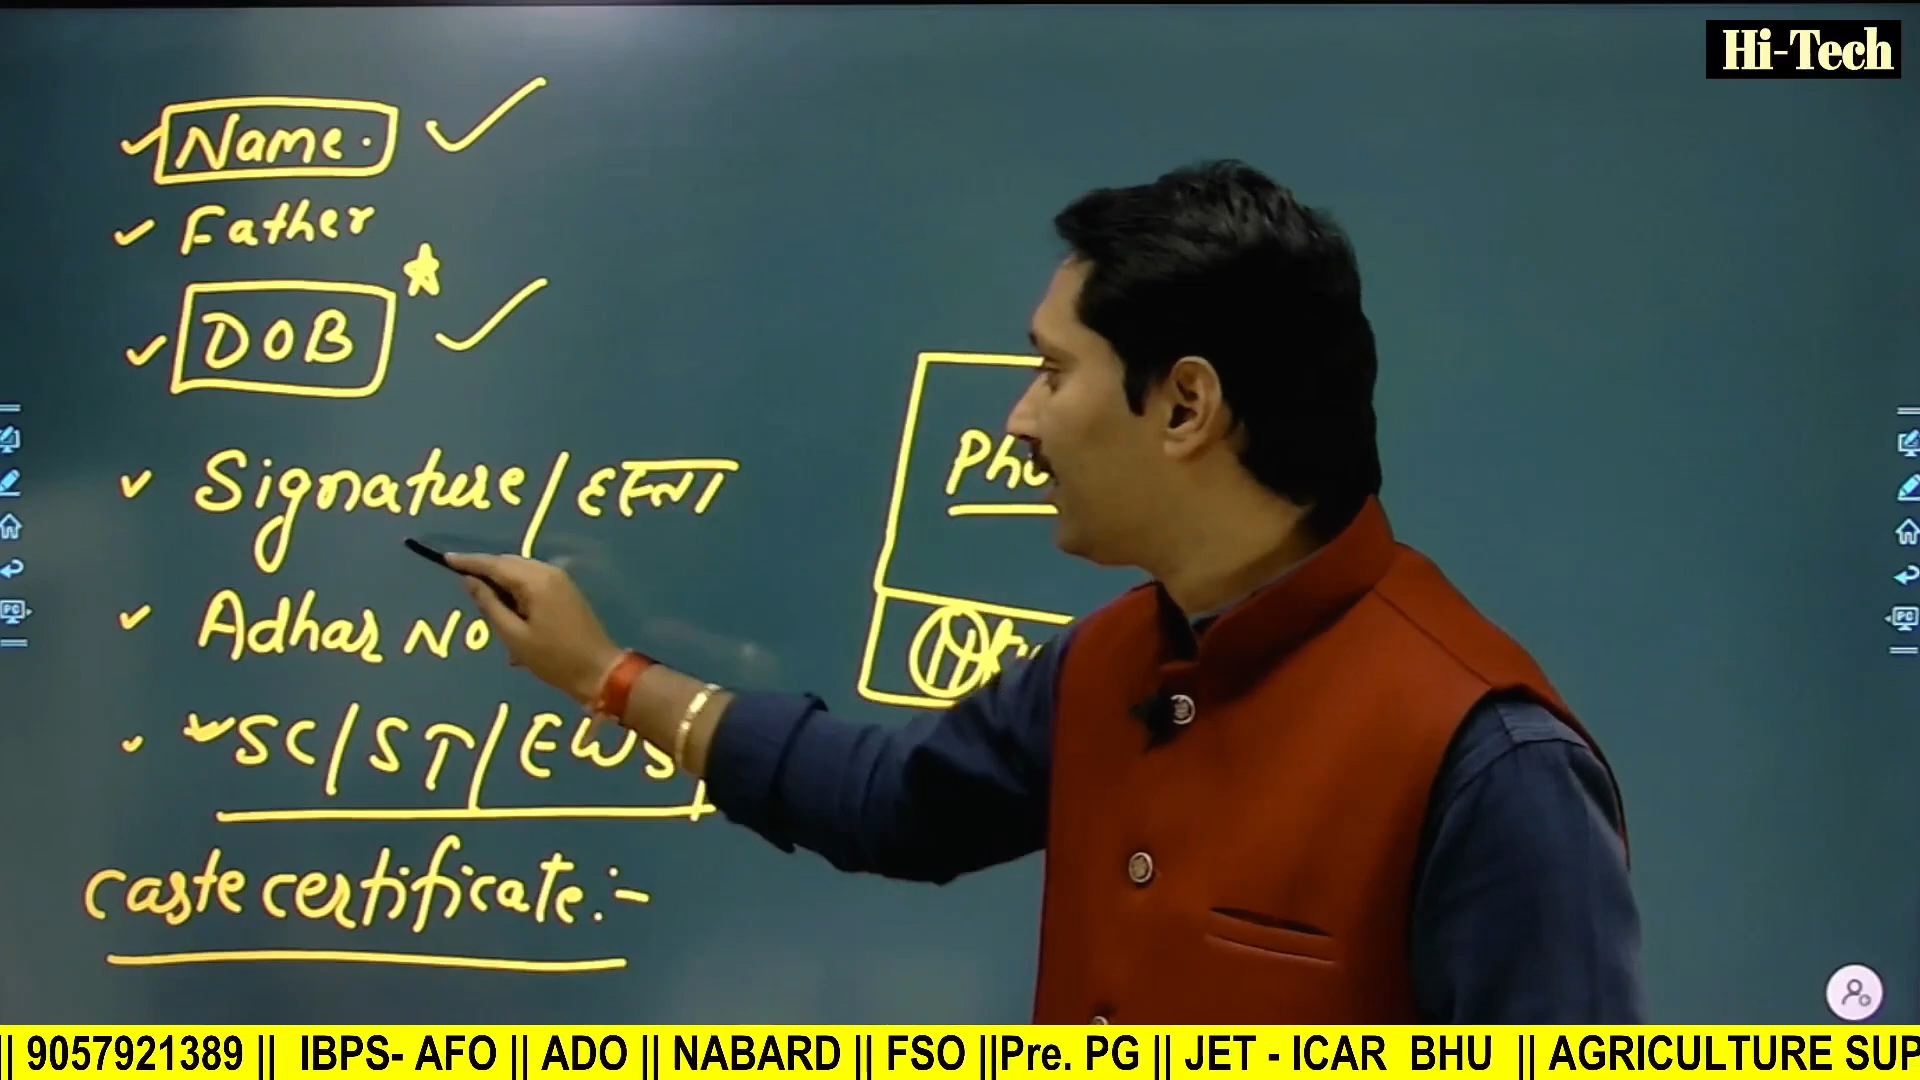 Hi-Tech
Name.
Father
DOB
Signature/
Adhar No
SC/ST/EWS
Caste certificate:-
|| 9057921389 || IBPS- AFO || ADO || NABARD || FSO ||Pre. PG || JET - ICAR BHU || AGRICULTURE SUP